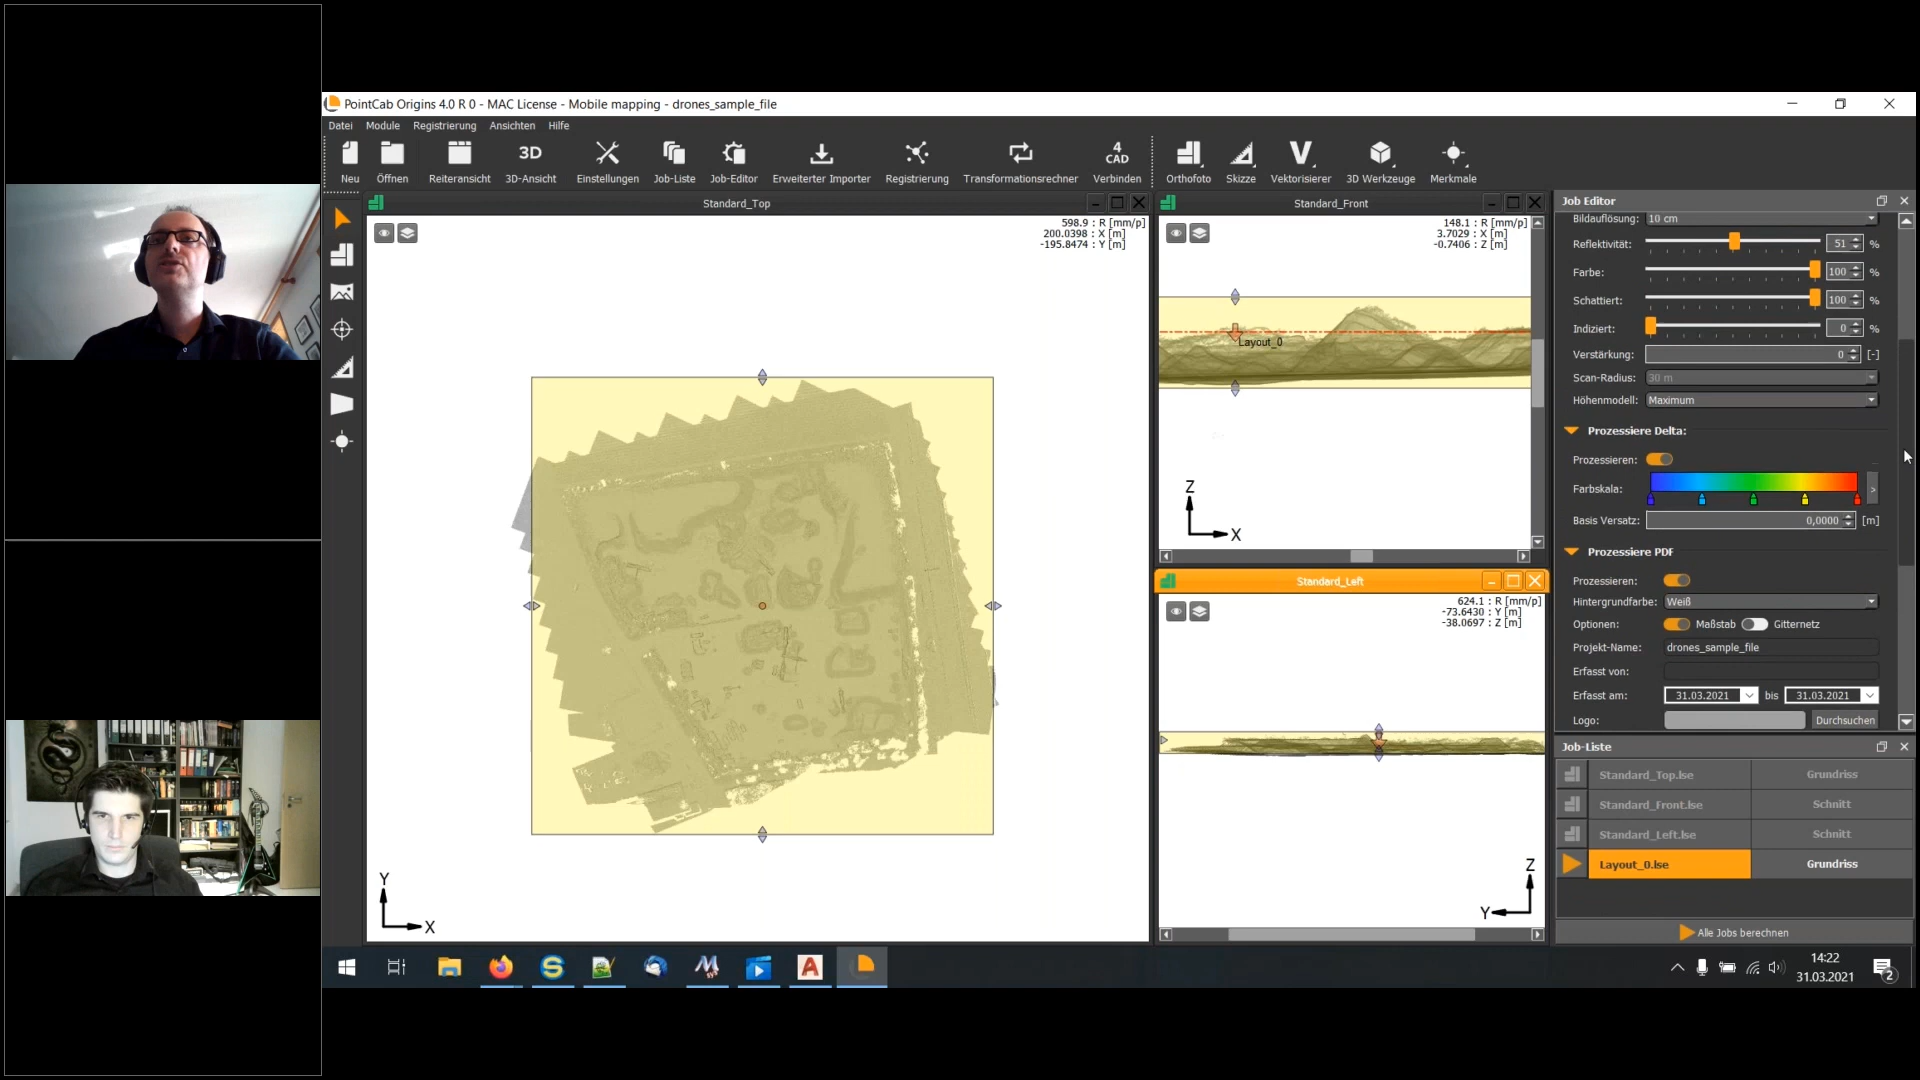 PointCab Origins 4.0 R 0 - MAC License - Mobile mapping - drones_sample_file
Datei Module Registrierung Ansichten Hilfe
3D 4 CAD
Neu Öffnen Reiteransicht 3D-Ansicht Einstellungen Job-Liste Job-Editor Erweiterter Importer Registrierung Transformationsrechner Verbinden Orthofoto Skizze Vektorisierer 3D Werkzeuge Merkmale
Standard_Top
598.9 : R [mm/p]
200.0398 : X [m]
-195.8474 : Y [m]
Y
X
Standard_Front
148.1 : R [mm/p]
3.7029 : X [m]
-0.7406 : Z [m]
Layout_0
Z
X
Standard_Left
624.1 : R [mm/p]
-73.6430 : Y [m]
-38.0697 : Z [m]
Z
Y
Job Editor
Bildauflösung: 10 cm
Reflektivität: 51 %
Farbe: 100 %
Schattiert: 100 %
Indiziert: 0 %
Verstärkung: 0 [-]
Scan-Radius: 30 m
Höhenmodell: Maximum
Prozessiere Delta:
Prozessieren:
Farbskala: >
Basis Versatz: 0,0000 [m]
Prozessiere PDF
Prozessieren:
Hintergrundfarbe: Weiß
Optionen: Maßstab Gitternetz
Projekt-Name: drones_sample_file
Erfasst von:
Erfasst am: 31.03.2021 bis 31.03.2021
Logo: Durchsuchen
Job-Liste
Standard_Top.lse Grundriss
Standard_Front.lse Schnitt
Standard_Left.lse Schnitt
Layout_0.lse Grundriss
Alle Jobs berechnen
14:22
31.03.2021
2